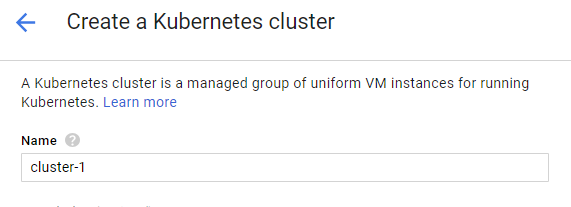 Create a Kubernetes cluster
A Kubernetes cluster is a managed group of uniform VM instances for running
Kubernetes. Learn more
Name ?
cluster-1